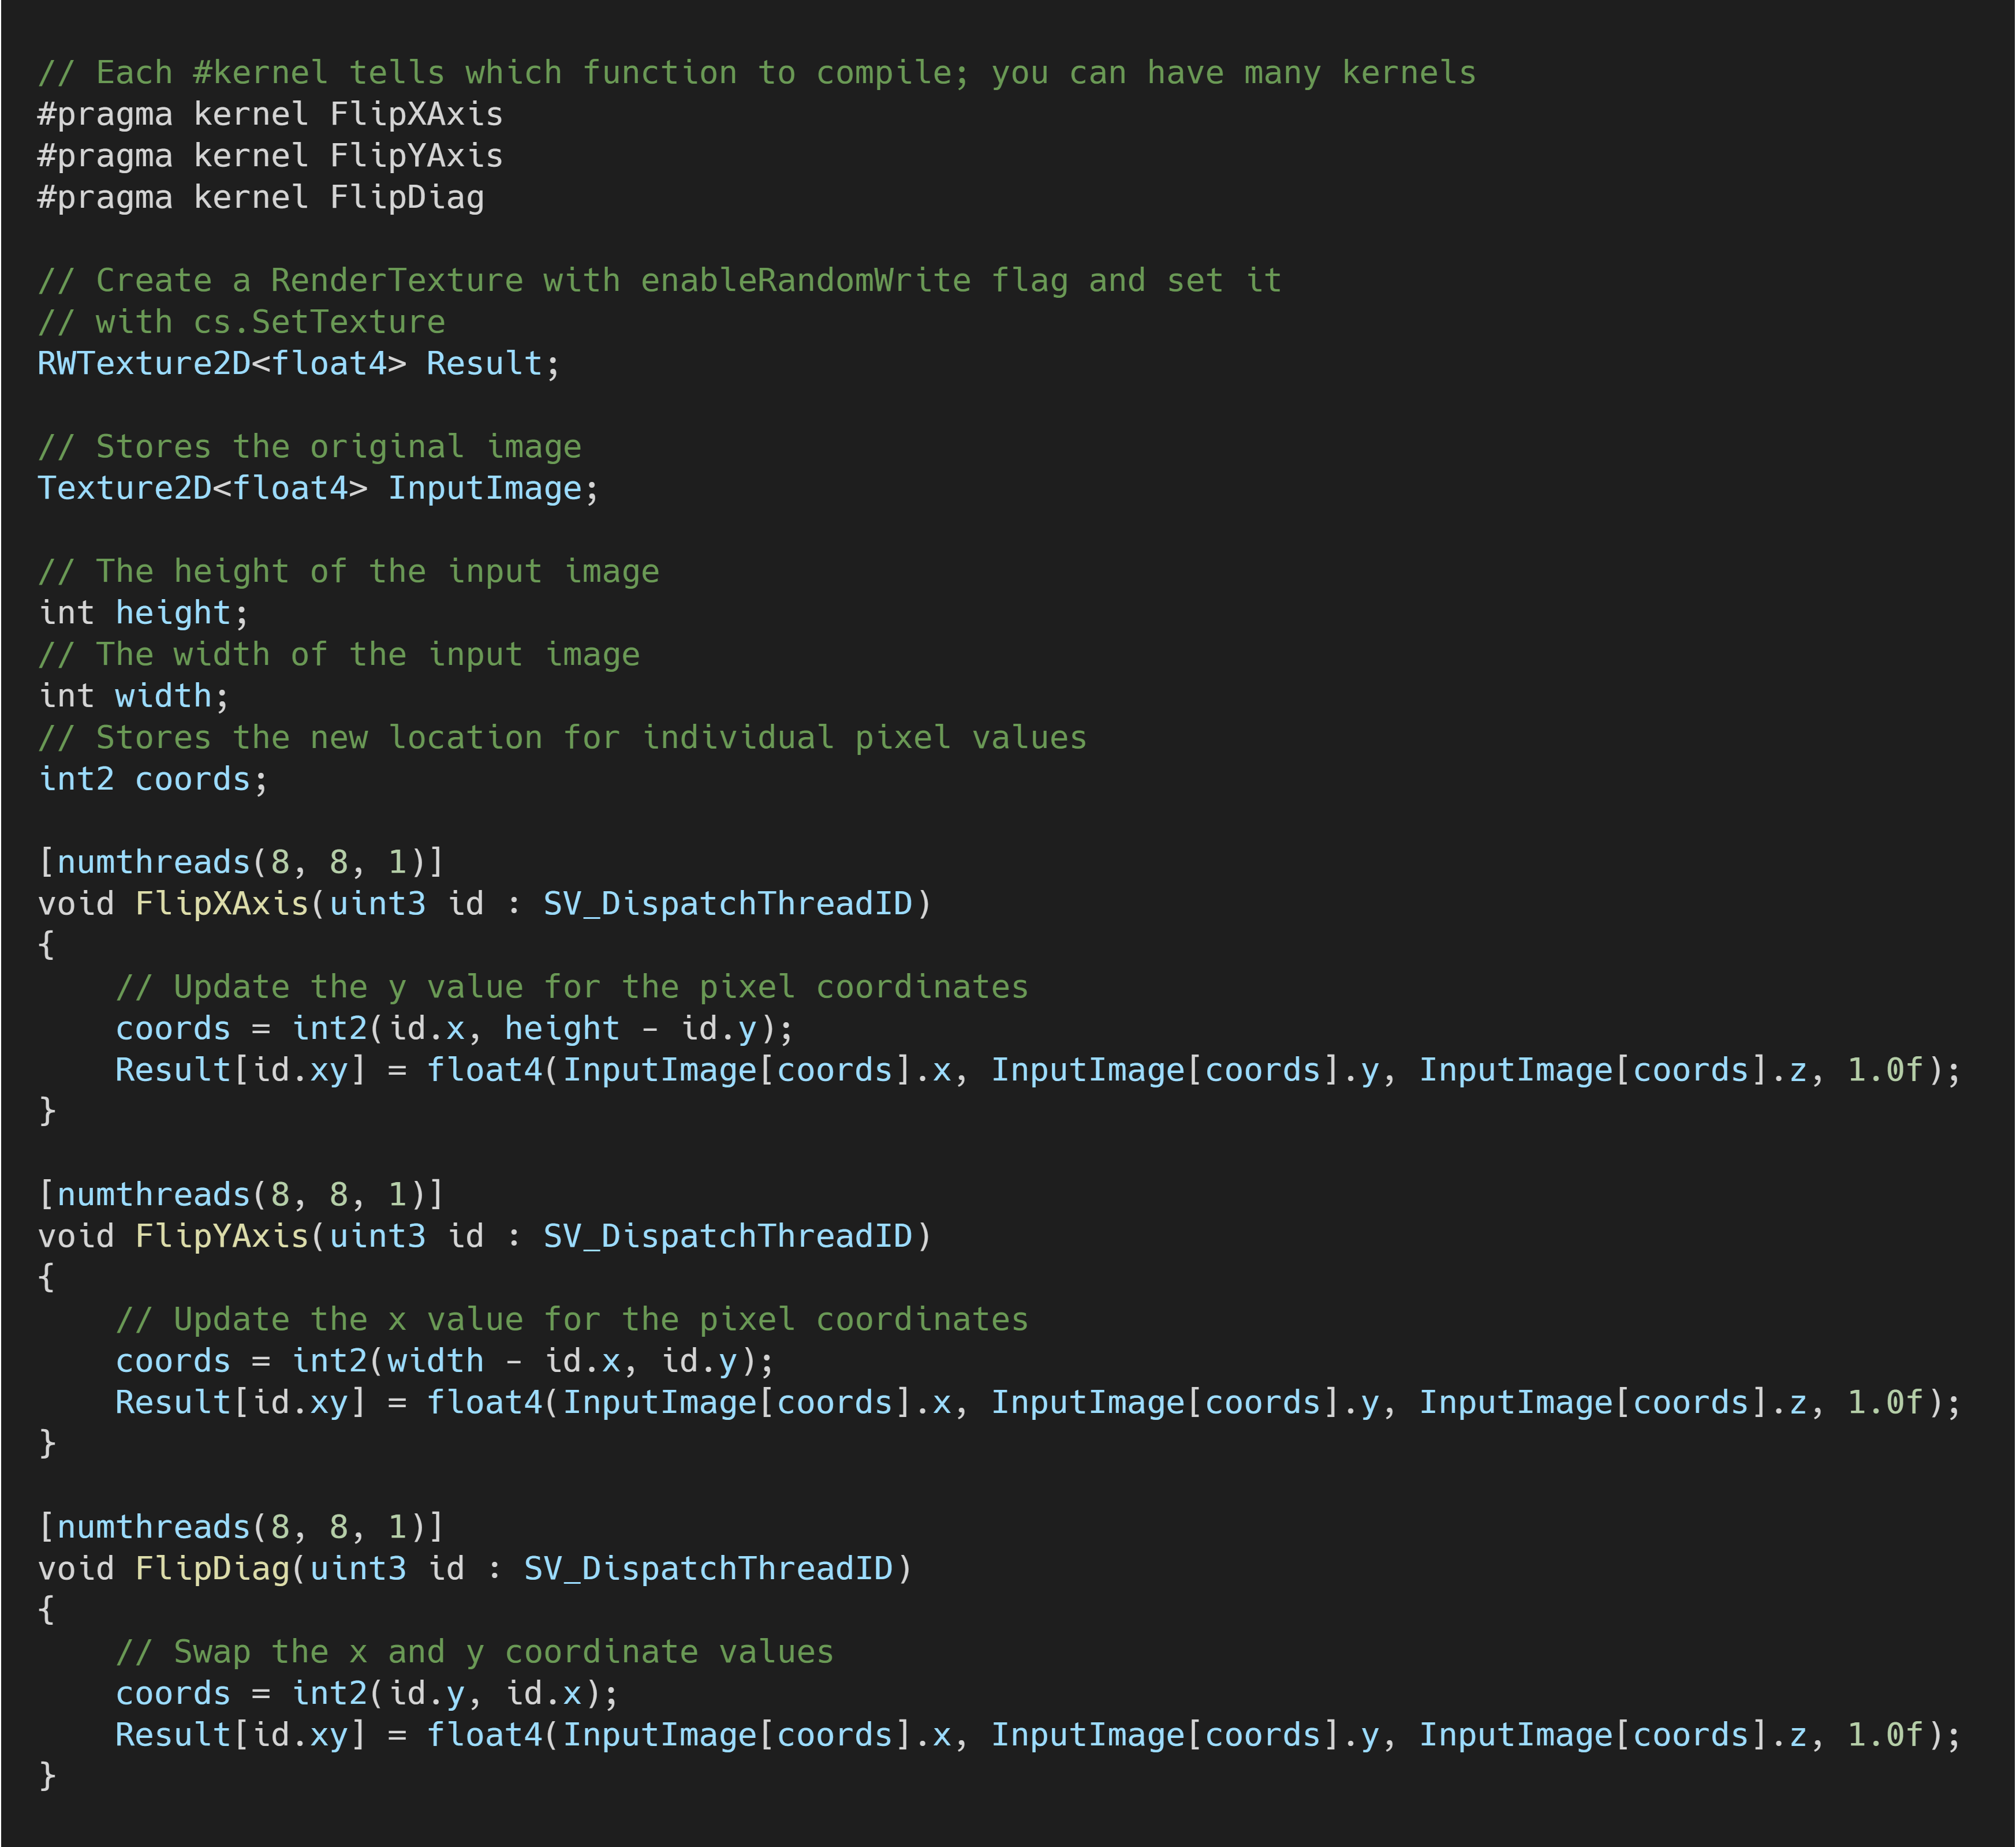 // Each #kernel tells which function to compile; you can have many kernels
#pragma kernel FlipXAxis
#pragma kernel FlipYAxis
#pragma kernel FlipDiag

// Create a RenderTexture with enableRandomWrite flag and set it
// with cs.SetTexture
RWTexture2D<float4> Result;

// Stores the original image
Texture2D<float4> InputImage;

// The height of the input image
int height;
// The width of the input image
int width;
// Stores the new location for individual pixel values
int2 coords;

[numthreads(8, 8, 1)]
void FlipXAxis(uint3 id : SV_DispatchThreadID)
{
    // Update the y value for the pixel coordinates
    coords = int2(id.x, height - id.y);
    Result[id.xy] = float4(InputImage[coords].x, InputImage[coords].y, InputImage[coords].z, 1.0f);
}

[numthreads(8, 8, 1)]
void FlipYAxis(uint3 id : SV_DispatchThreadID)
{
    // Update the x value for the pixel coordinates
    coords = int2(width - id.x, id.y);
    Result[id.xy] = float4(InputImage[coords].x, InputImage[coords].y, InputImage[coords].z, 1.0f);
}

[numthreads(8, 8, 1)]
void FlipDiag(uint3 id : SV_DispatchThreadID)
{
    // Swap the x and y coordinate values
    coords = int2(id.y, id.x);
    Result[id.xy] = float4(InputImage[coords].x, InputImage[coords].y, InputImage[coords].z, 1.0f);
}